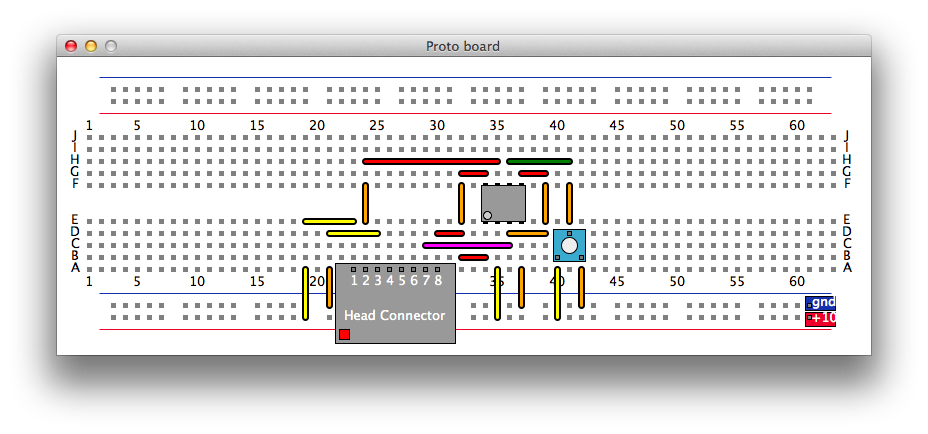 Proto board
1 5 10 15 20 25 30 35 40 45 50 55 60
J J
I I
H H
G G
F F
E E
D D
C C
B B
A A
1 5 10 15 20 35 40 45 50 55 60
1 2 3 4 5 6 7 8
gnd
Head Connector
+10